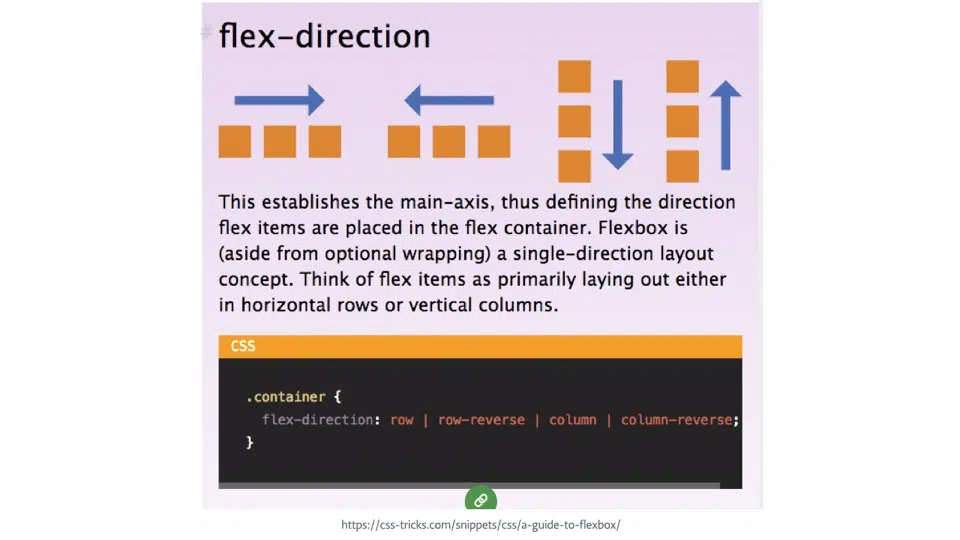 # flex-direction
This establishes the main-axis, thus defining the direction
flex items are placed in the flex container. Flexbox is
(aside from optional wrapping) a single-direction layout
concept. Think of flex items as primarily laying out either
in horizontal rows or vertical columns.
CSS
.container {
  flex-direction: row | row-reverse | column | column-reverse;
}
https://css-tricks.com/snippets/css/a-guide-to-flexbox/